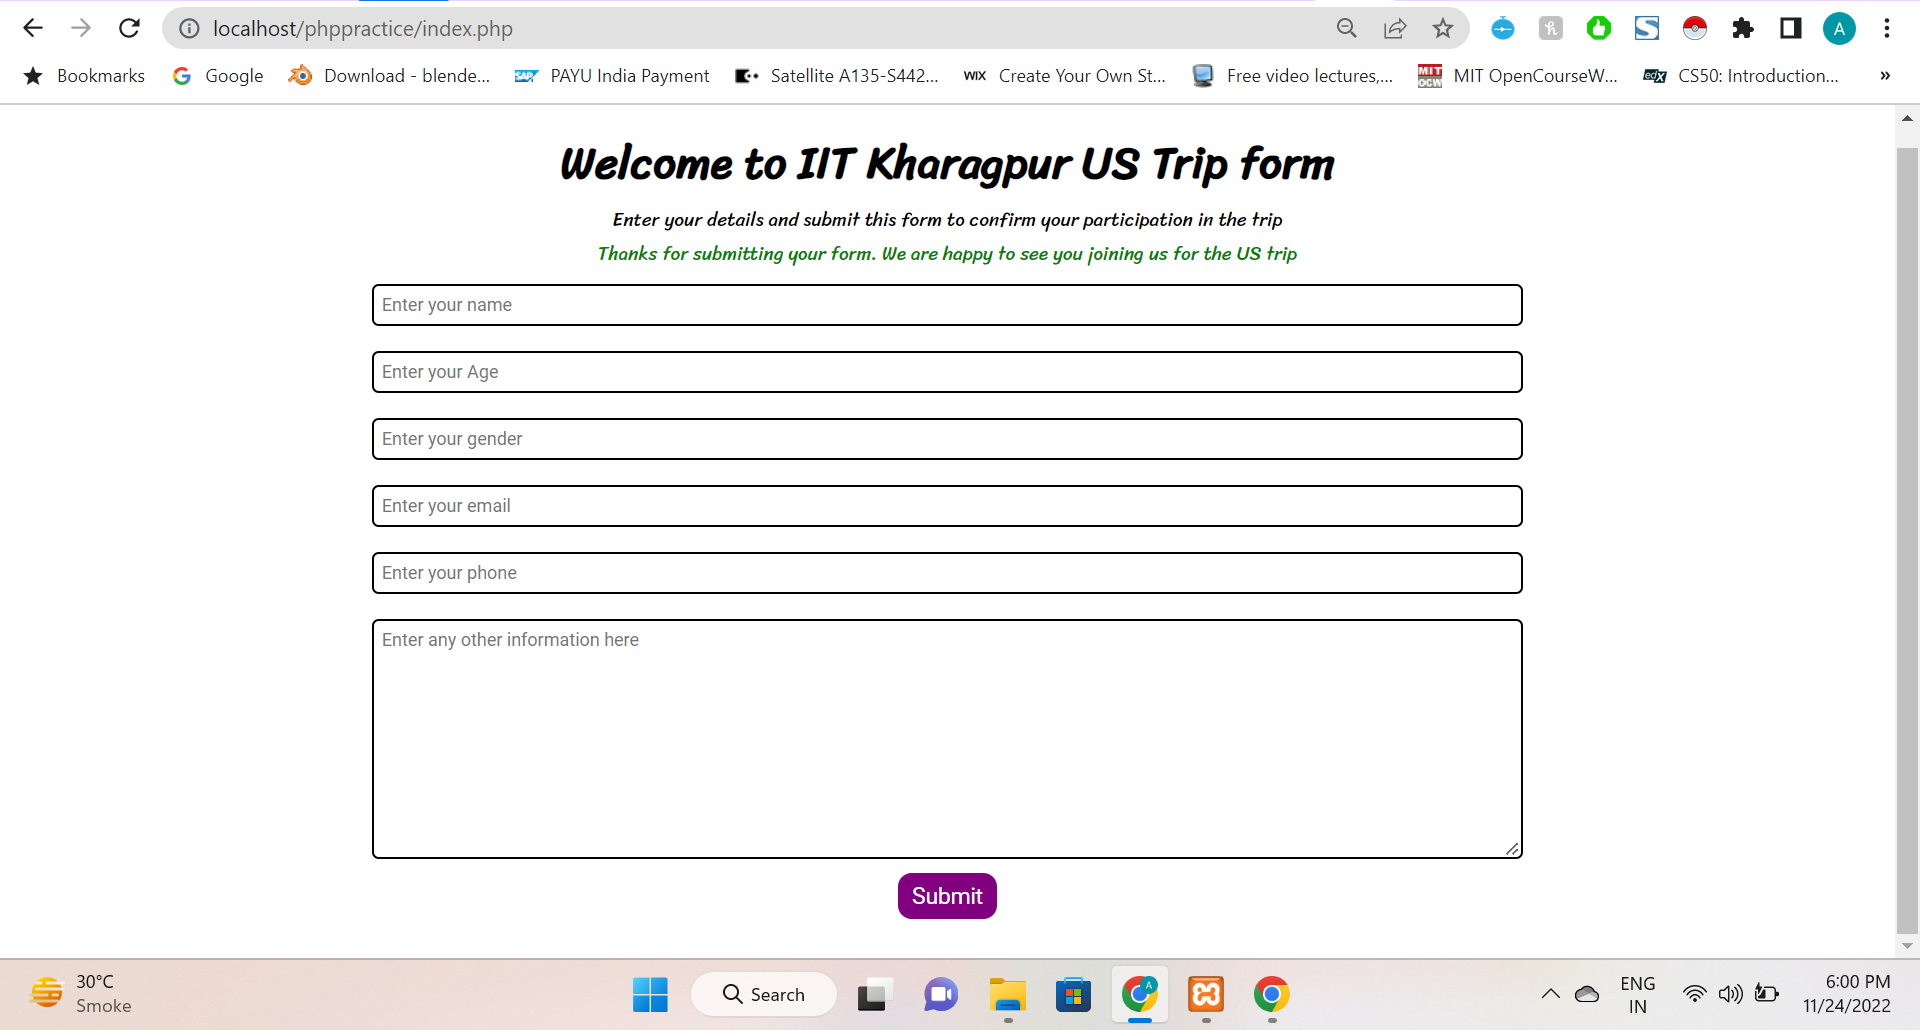 localhost/phppractice/index.php
A
Bookmarks
Google
Download - blende...
PAYU India Payment
Satellite A135-S442...
WIX
Create Your Own St...
Free video lectures,...
MIT OCW
MIT OpenCourseW...
edX
CS50: Introduction...
»
Welcome to IIT Kharagpur US Trip form
Enter your details and submit this form to confirm your participation in the trip
Thanks for submitting your form. We are happy to see you joining us for the US trip
Enter your name
Enter your Age
Enter your gender
Enter your email
Enter your phone
Enter any other information here
Submit
30°C
Smoke
Search
A
ENG
IN
6:00 PM
11/24/2022